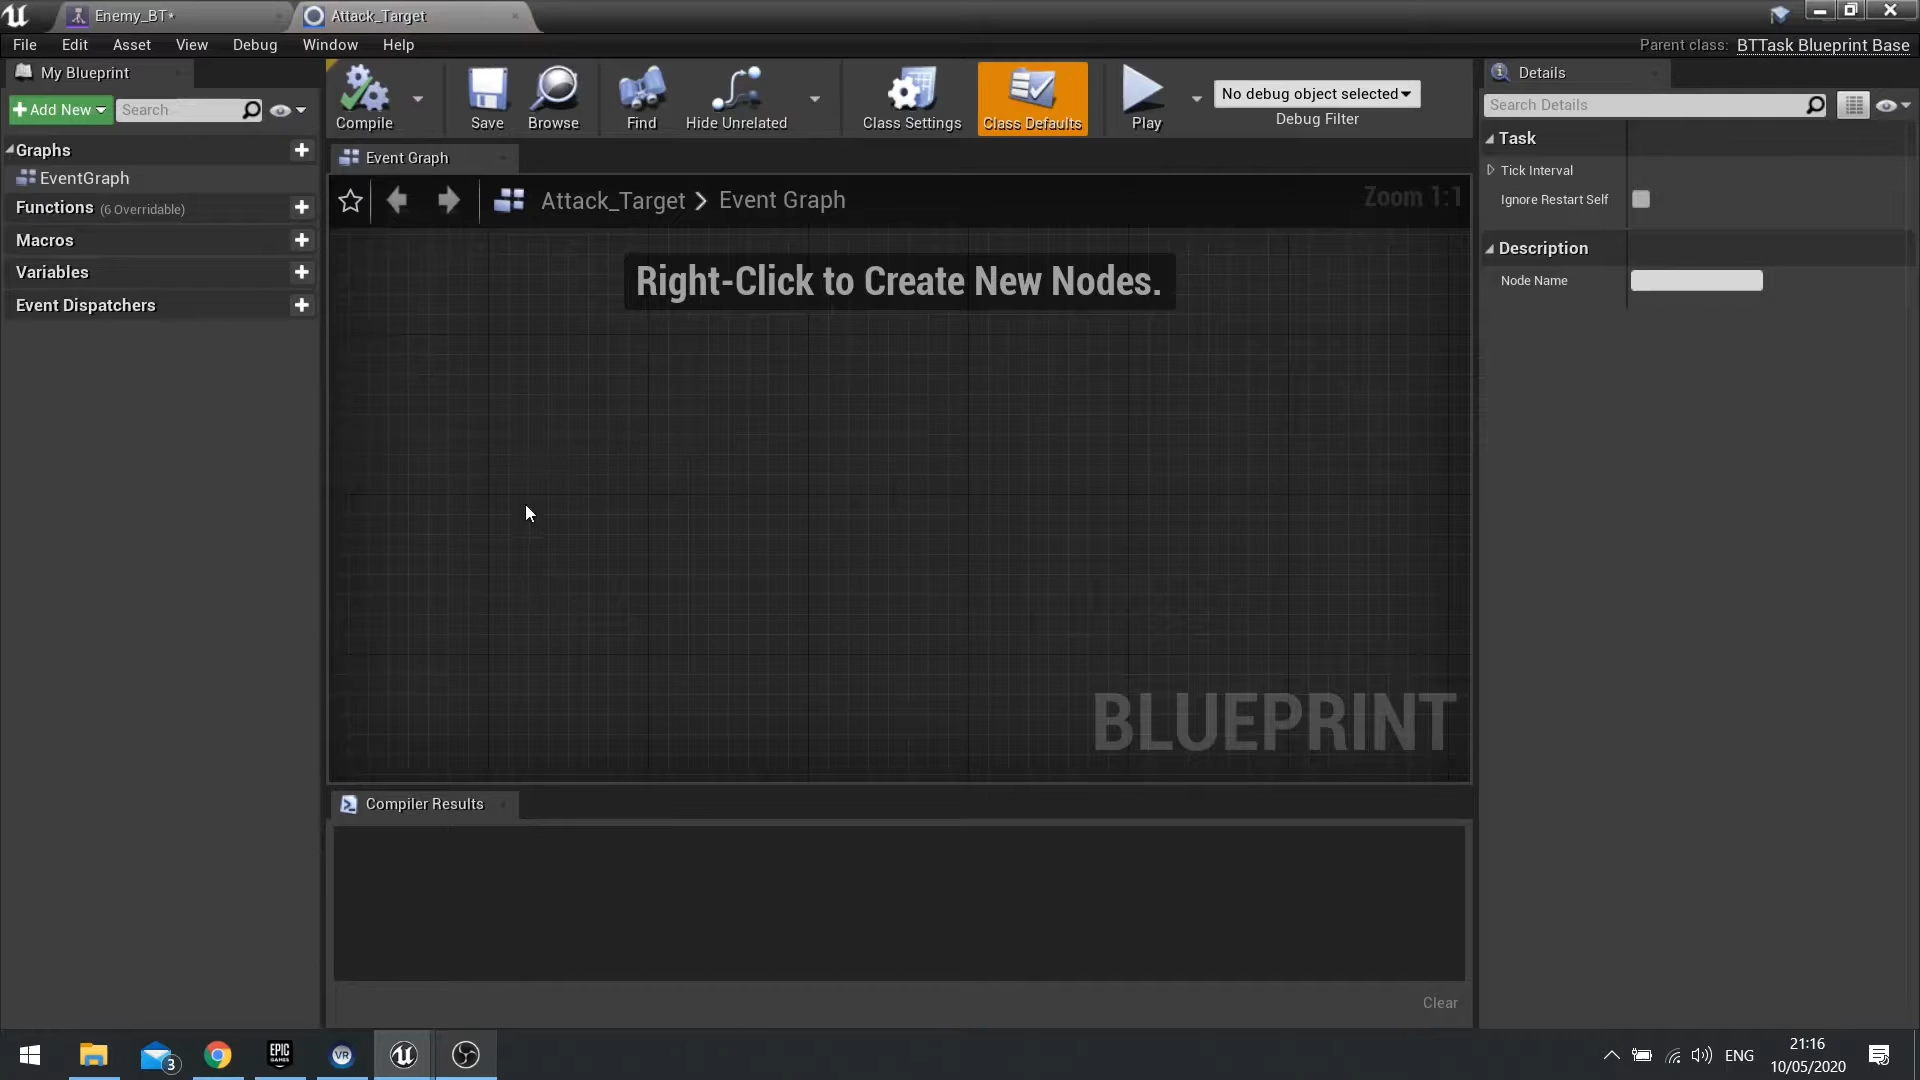 Enemy_BT*
Attack_Target
File Edit Asset View Debug Window Help
Parent class: BTTask Blueprint Base
My Blueprint
Add New
Search
Graphs
EventGraph
Functions (6 Overridable)
Macros
Variables
Event Dispatchers
Compile
Save
Browse
Find
Hide Unrelated
Class Settings
Class Defaults
Play
No debug object selected
Debug Filter
Event Graph
Attack_Target > Event Graph
Zoom 1:1
Right-Click to Create New Nodes.
BLUEPRINT
Compiler Results
Clear
Details
Search Details
Task
Tick Interval
Ignore Restart Self
Description
Node Name
3
EPIC
GAMES
VR
ENG
21:16
10/05/2020